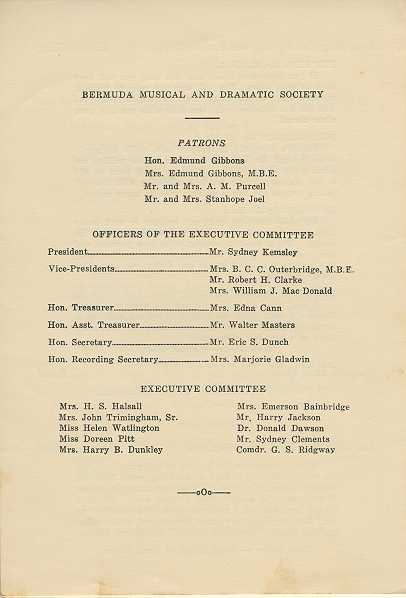 BERMUDA MUSICAL AND DRAMATIC SOCIETY
PATRONS
Hon. Edmund Gibbons
Mrs. Edmund Gibbons, M.B.E.
Mr. and Mrs. A. M. Purcell
Mr. and Mrs. Stanhope Joel
OFFICERS OF THE EXECUTIVE COMMITTEE
President Mr. Sydney Kemsley
Vice-Presidents Mrs. B. C. C. Outerbridge, M.B.E.
Mr. Robert H. Clarke
Mrs. William J. Mac Donald
Hon. Treasurer Mrs. Edna Cann
Hon. Asst. Treasurer Mr. Walter Masters
Hon. Secretary Mr. Eric S. Dunch
Hon. Recording Secretary Mrs. Marjorie Gladwin
EXECUTIVE COMMITTEE
Mrs. H. S. Halsall
Mrs. John Trimingham, Sr.
Miss Helen Watlington
Miss Doreen Pitt
Mrs. Harry B. Dunkley
Mrs. Emerson Bainbridge
Mr. Harry Jackson
Dr. Donald Dawson
Mr. Sydney Clements
Comdr. G. S. Ridgway
oOo